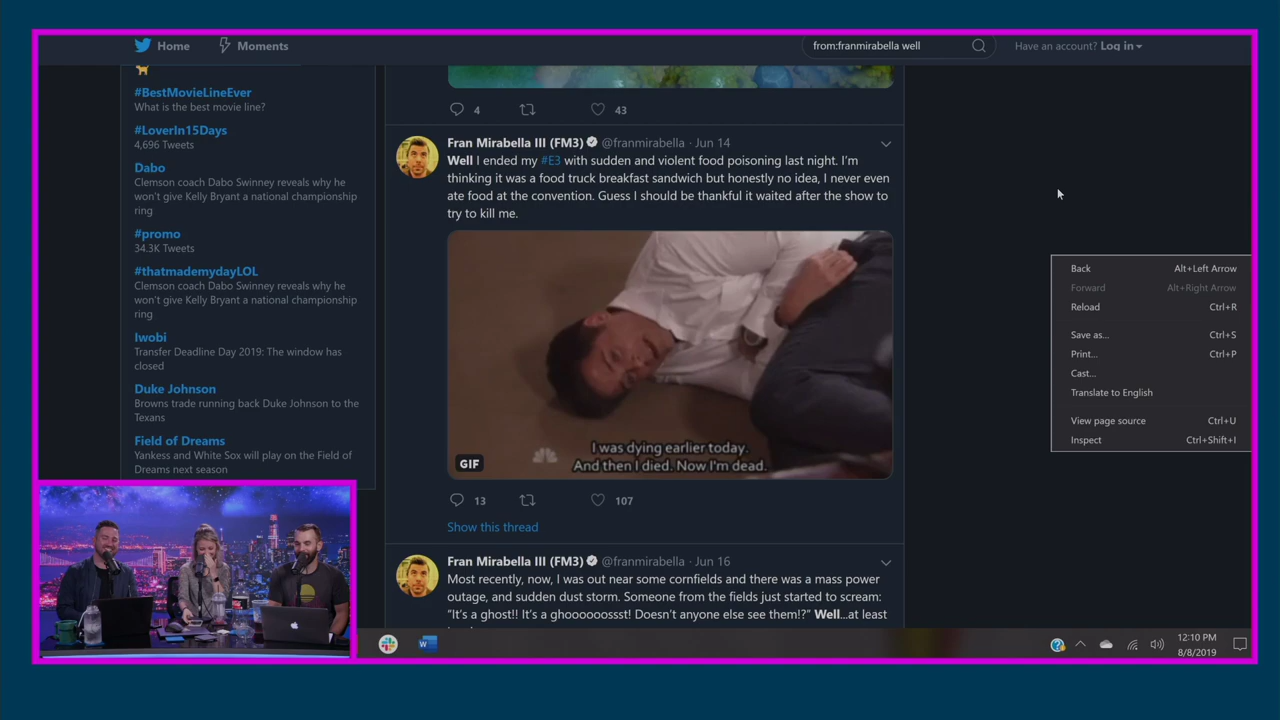 Home
Moments
from:franmirabella well
Have an account? Log in
#BestMovieLineEver
What is the best movie line?
#LoverIn15Days
4,696 Tweets
Dabo
Clemson coach Dabo Swinney reveals why he
won't give Kelly Bryant a national championship
ring
#promo
34.3K Tweets
#thatmademydayLOL
Clemson coach Dabo Swinney reveals why he
won't give Kelly Bryant a national championship
ring
Iwobi
Transfer Deadline Day 2019: The window has
closed
Duke Johnson
Browns trade running back Duke Johnson to the
Texans
Field of Dreams
Yankess and White Sox will play on the Field of
Dreams next season
4
43
Fran Mirabella III (FM3) @franmirabella · Jun 14
Well I ended my #E3 with sudden and violent food poisoning last night. I'm
thinking it was a food truck breakfast sandwich but honestly no idea, I never even
ate food at the convention. Guess I should be thankful it waited after the show to
try to kill me.
I was dying earlier today.
And then I died. Now I'm dead.
GIF
13
107
Show this thread
Fran Mirabella III (FM3) @franmirabella · Jun 16
Most recently, now, I was out near some cornfields and there was a mass power
outage, and sudden dust storm. Someone from the fields just started to scream:
"It's a ghost!! It's a ghooooossst! Doesn't anyone else see them!?" Well...at least
Back Alt+Left Arrow
Forward Alt+Right Arrow
Reload Ctrl+R
Save as... Ctrl+S
Print... Ctrl+P
Cast...
Translate to English
View page source Ctrl+U
Inspect Ctrl+Shift+I
12:10 PM
8/8/2019